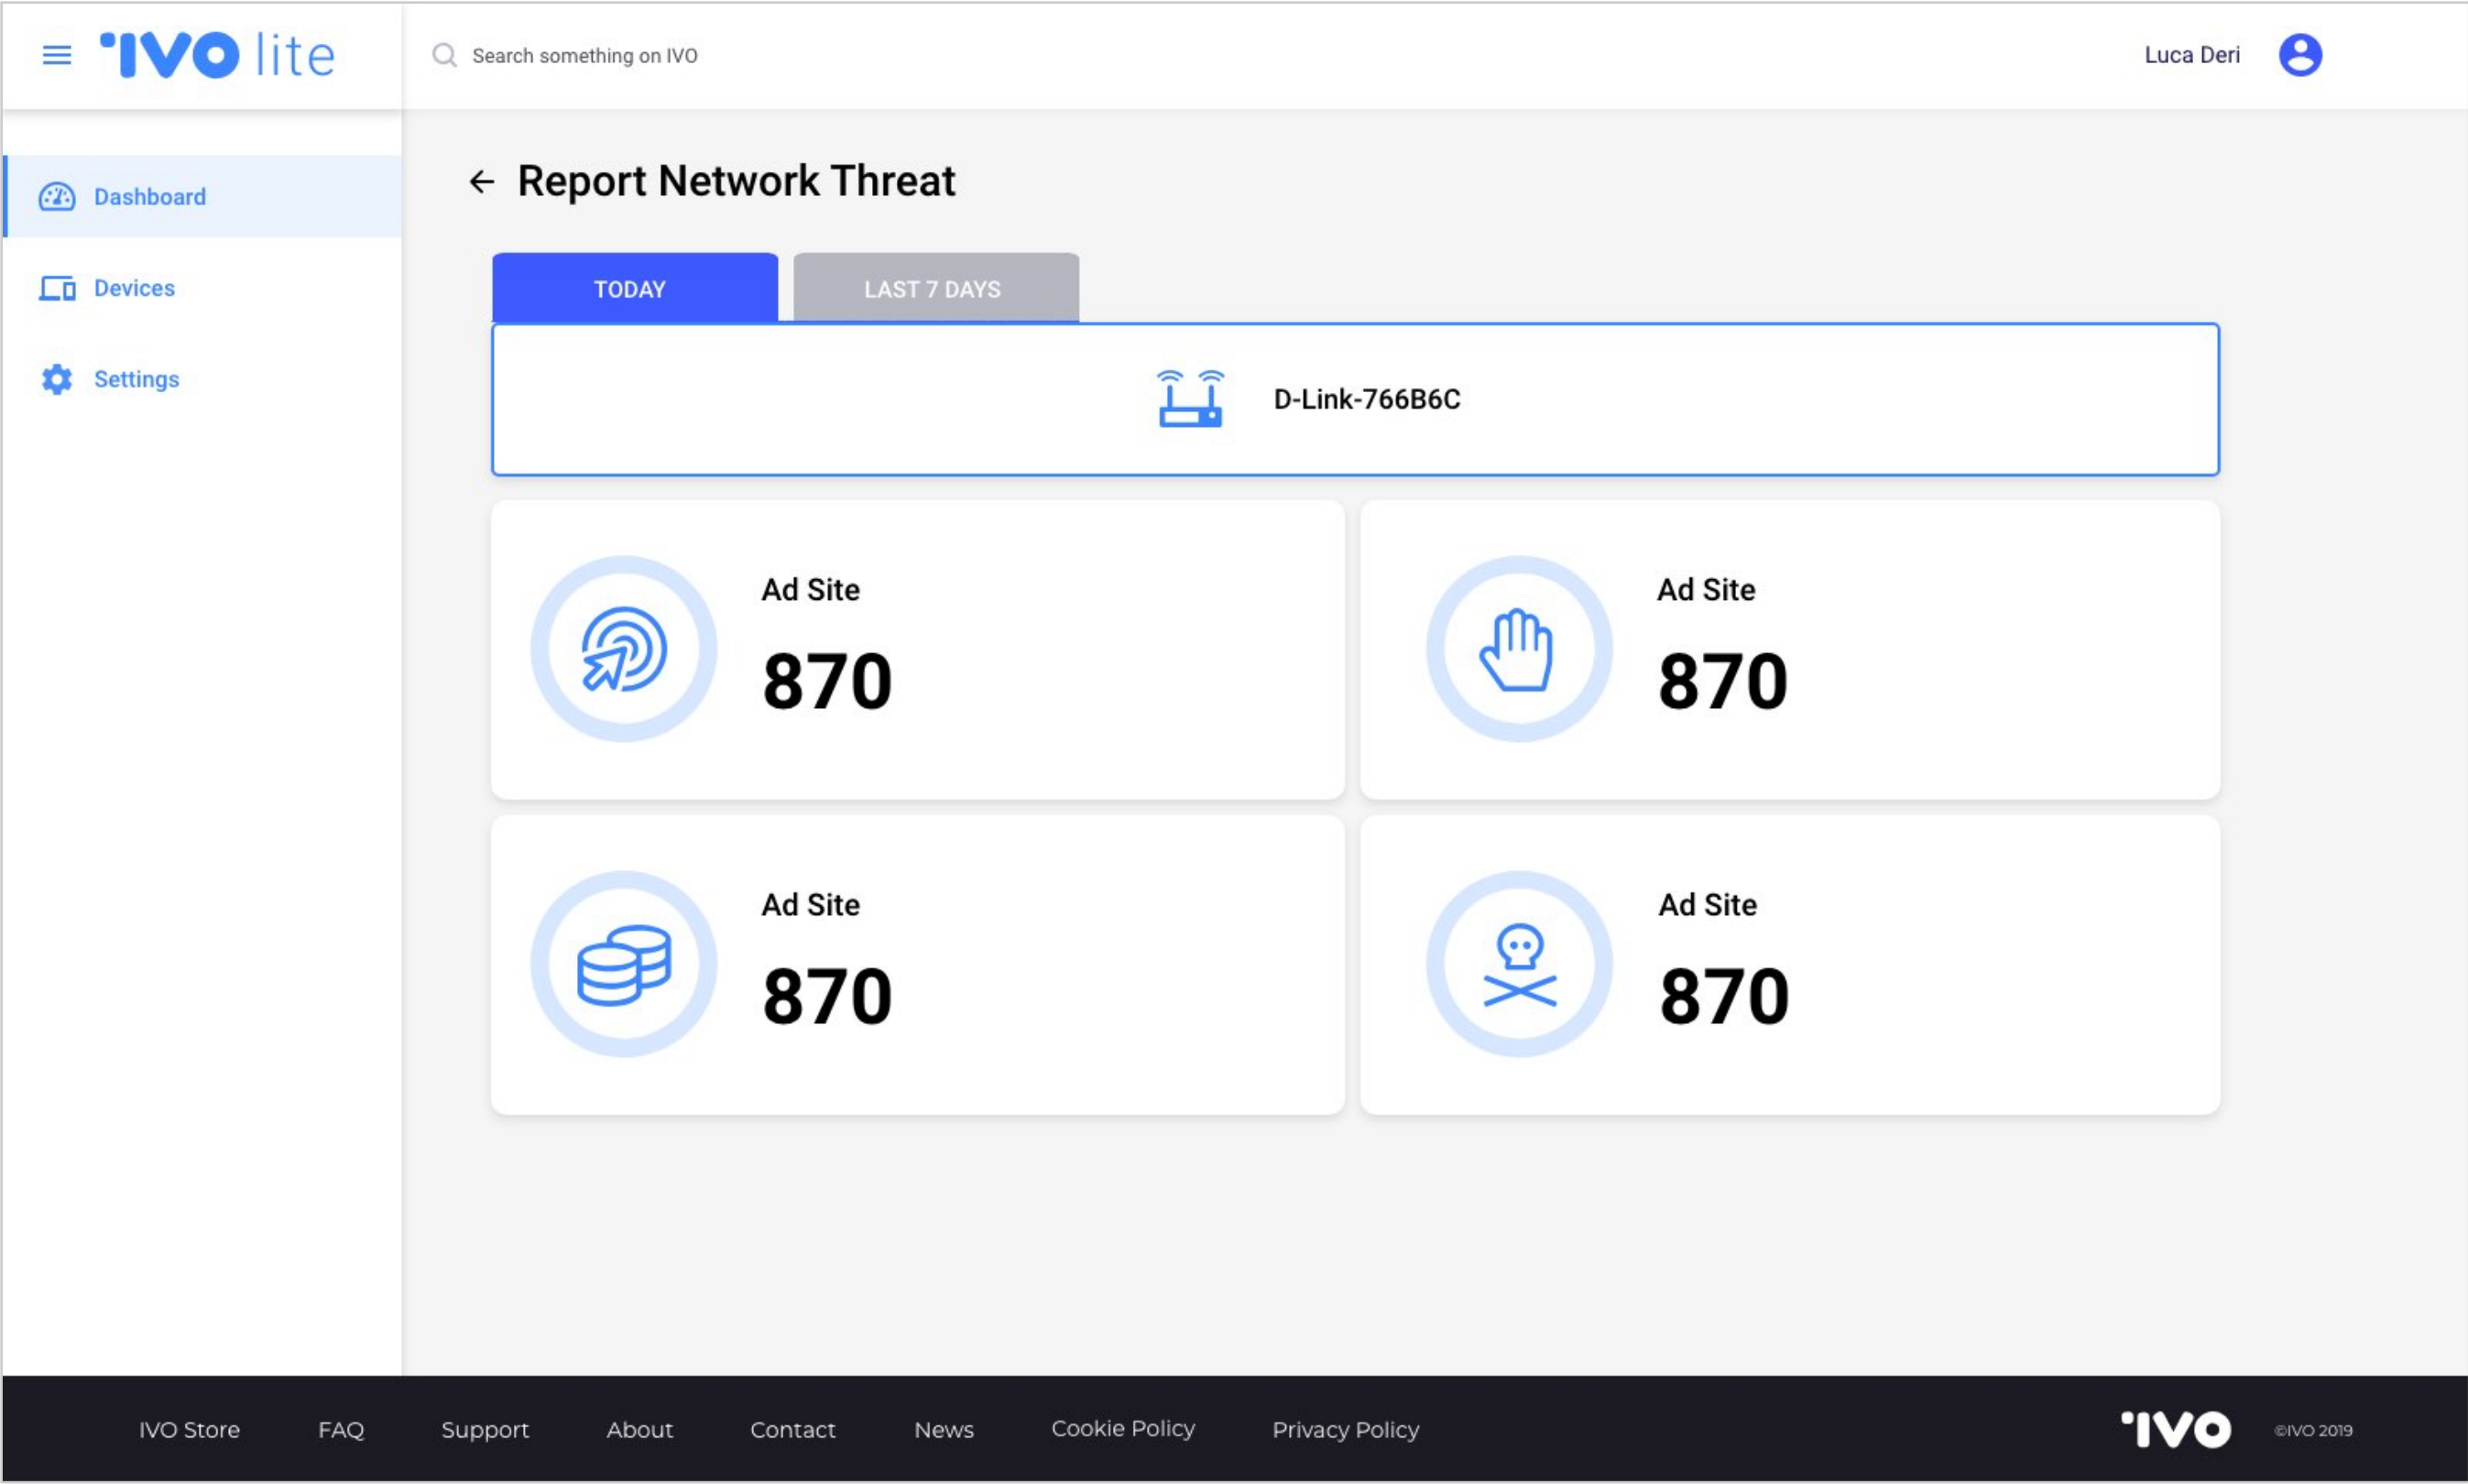 IVO lite
Search something on IVO
Luca Deri
Dashboard
Devices
Settings
Report Network Threat
TODAY
LAST 7 DAYS
D-Link-766B6C
Ad Site
870
Ad Site
870
Ad Site
870
Ad Site
870
IVO Store
FAQ
Support
About
Contact
News
Cookie Policy
Privacy Policy
IVO
©IVO 2019